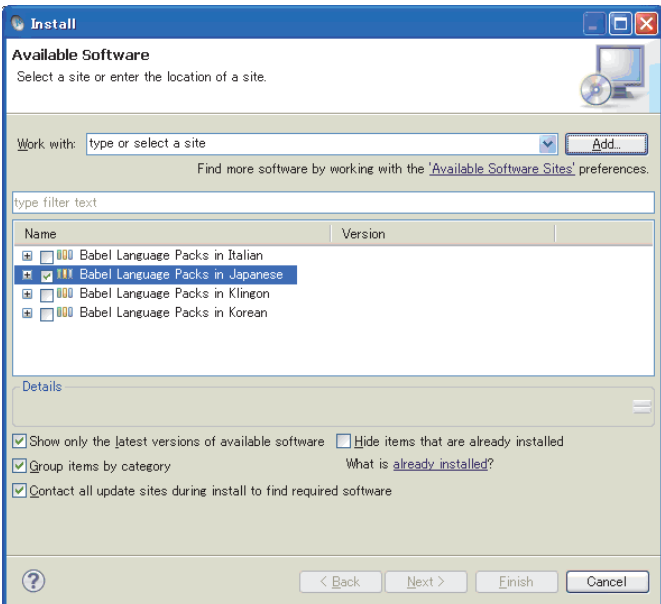 Install
Available Software
Select a site or enter the location of a site.
Work with: type or select a site Add...
Find more software by working with the 'Available Software Sites' preferences.
type filter text
Name Version
Babel Language Packs in Italian
Babel Language Packs in Japanese
Babel Language Packs in Klingon
Babel Language Packs in Korean
Details
Show only the latest versions of available software Hide items that are already installed
Group items by category What is already installed?
Contact all update sites during install to find required software
? < Back Next > Finish Cancel